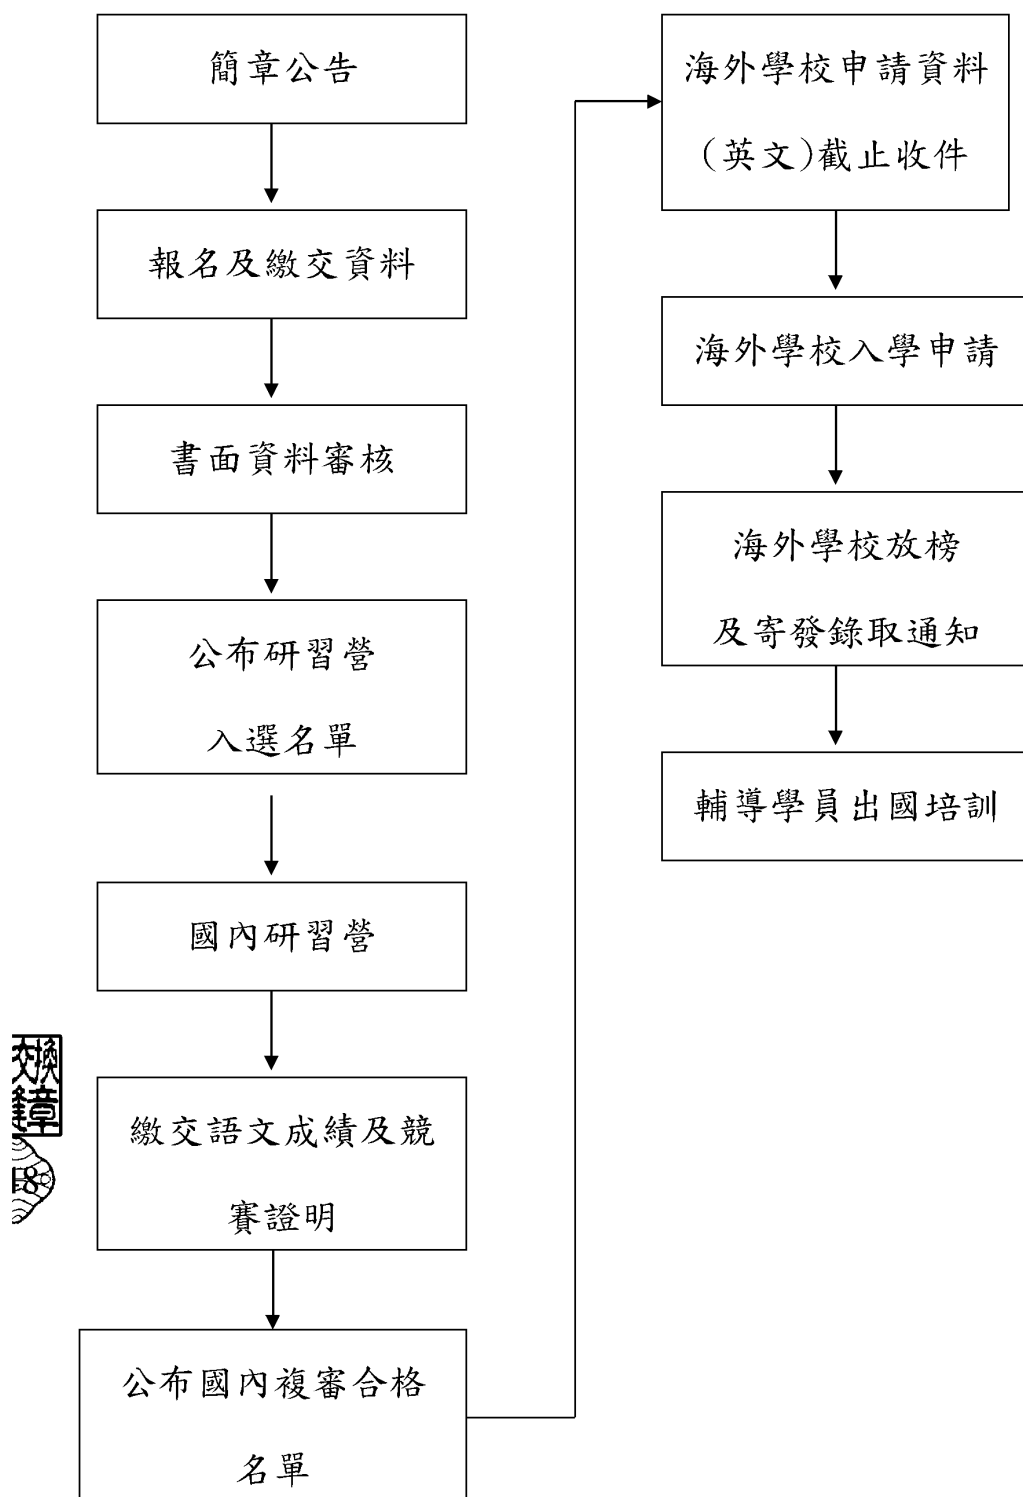 簡章公告
報名及繳交資料
書面資料審核
公布研習營
入選名單
國內研習營
繳交語文成績及競
賽證明
公布國內複審合格
名單
海外學校申請資料
(英文)截止收件
海外學校入學申請
海外學校放榜
及寄發錄取通知
輔導學員出國培訓
交換
章